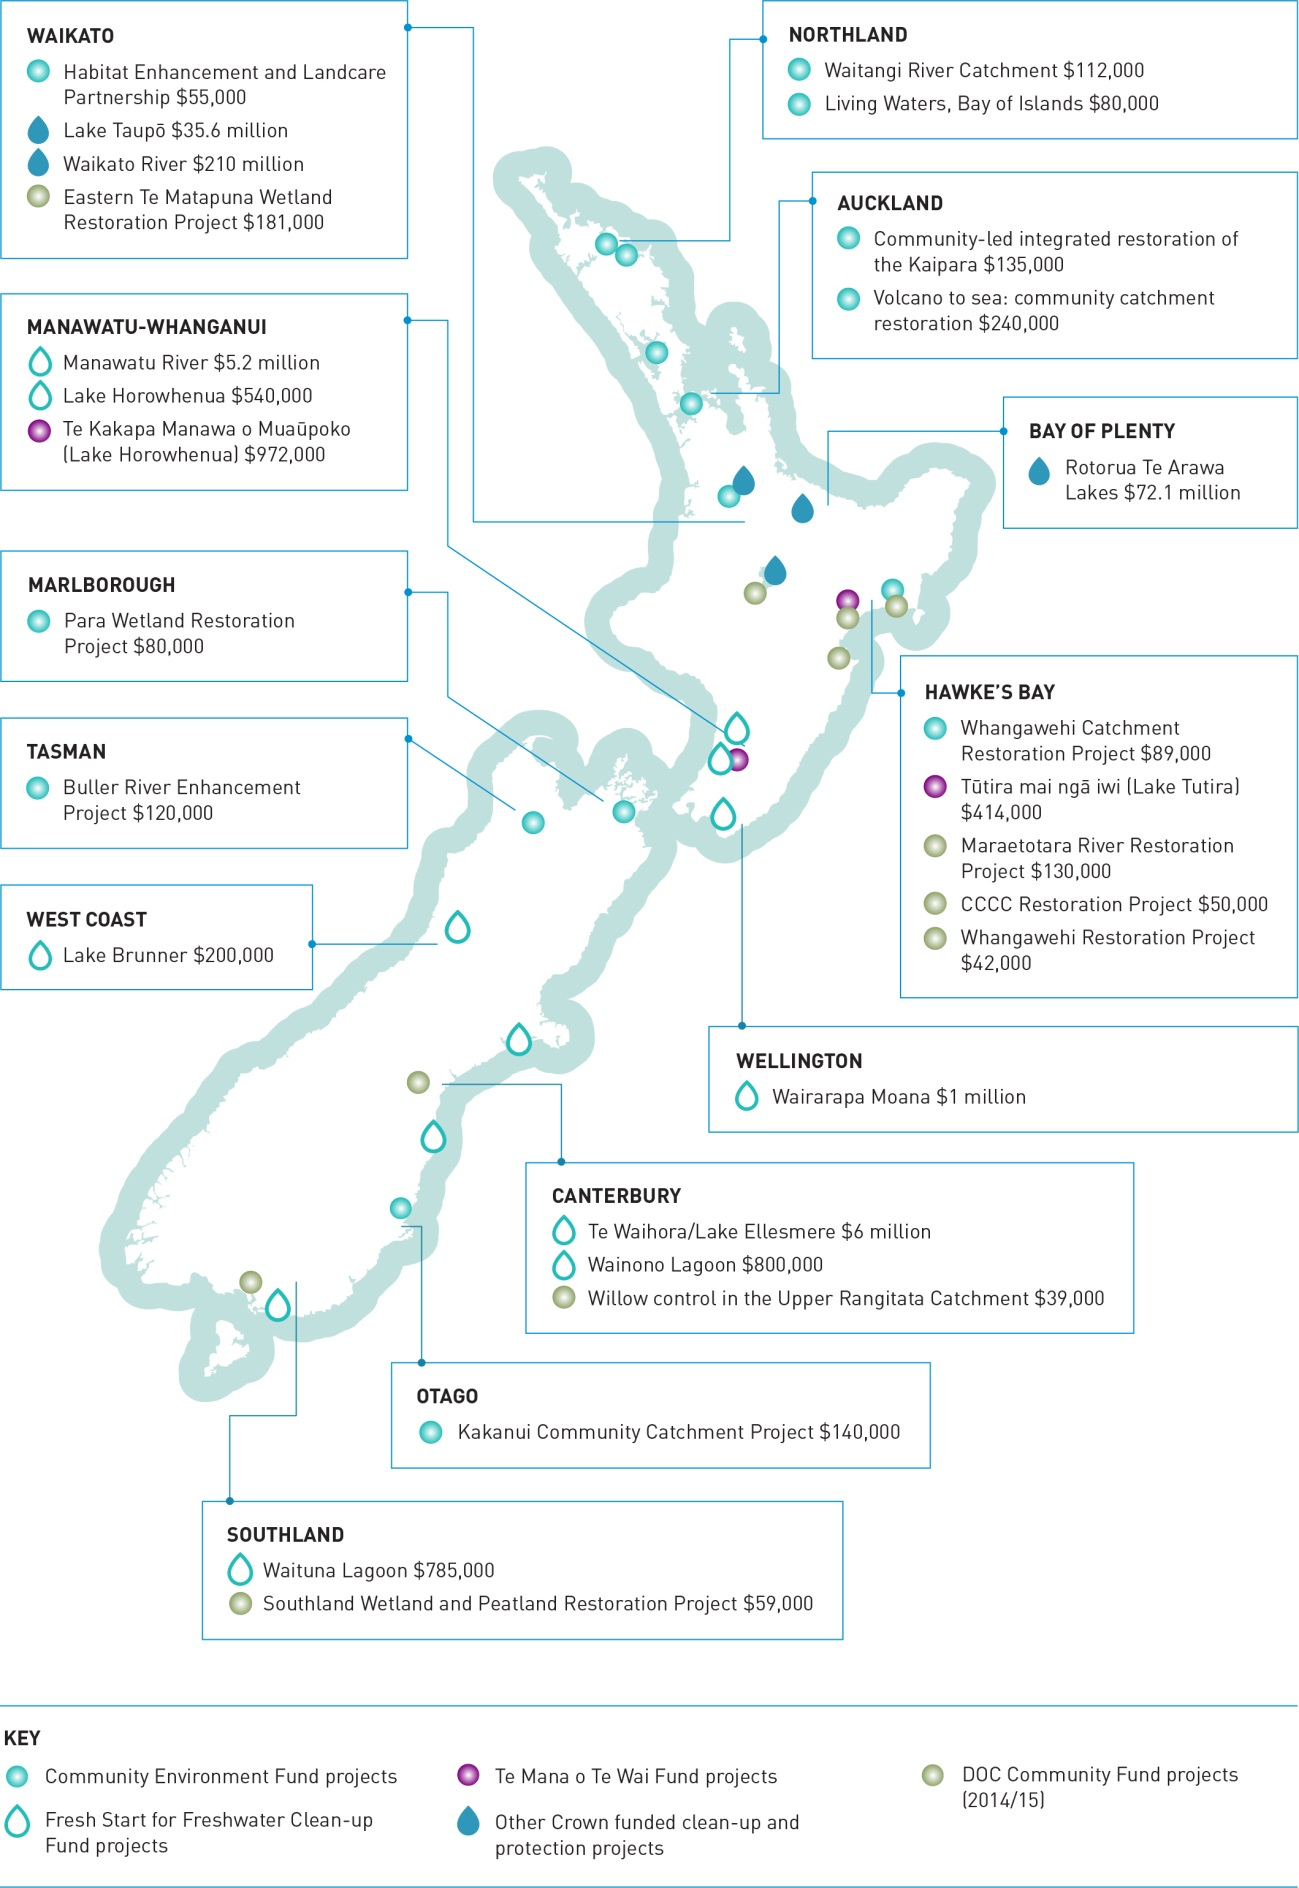 WAIKATO
Habitat Enhancement and Landcare
Partnership $55,000
Lake Taupō $35.6 million
Waikato River $210 million
Eastern Te Matapuna Wetland
Restoration Project $181,000
NORTHLAND
Waitangi River Catchment $112,000
Living Waters, Bay of Islands $80,000
AUCKLAND
Community-led integrated restoration of
the Kaipara $135,000
Volcano to sea: community catchment
restoration $240,000
MANAWATU-WHANGANUI
Manawatu River $5.2 million
Lake Horowhenua $540,000
Te Kakapa Manawa o Muaūpoko
(Lake Horowhenua) $972,000
BAY OF PLENTY
Rotorua Te Arawa
Lakes $72.1 million
MARLBOROUGH
Para Wetland Restoration
Project $80,000
HAWKE'S BAY
Whangawehi Catchment
Restoration Project $89,000
Tūtira mai ngā iwi (Lake Tutira)
$414,000
Maraetotara River Restoration
Project $130,000
CCCC Restoration Project $50,000
Whangawehi Restoration Project
$42,000
TASMAN
Buller River Enhancement
Project $120,000
WEST COAST
Lake Brunner $200,000
WELLINGTON
Wairarapa Moana $1 million
CANTERBURY
Te Waihora/Lake Ellesmere $6 million
Wainono Lagoon $800,000
Willow control in the Upper Rangitata Catchment $39,000
OTAGO
Kakanui Community Catchment Project $140,000
SOUTHLAND
Waituna Lagoon $785,000
Southland Wetland and Peatland Restoration Project $59,000
KEY
Community Environment Fund projects
Fresh Start for Freshwater Clean-up
Fund projects
Te Mana o Te Wai Fund projects
Other Crown funded clean-up and
protection projects
DOC Community Fund projects
(2014/15)